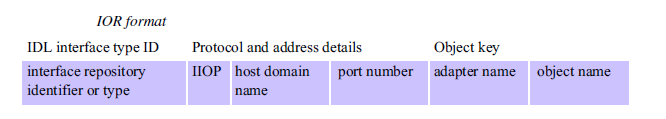 IOR format
IDL interface type ID Protocol and address details Object key
interface repository IIOP host domain port number adapter name object name
identifier or type name